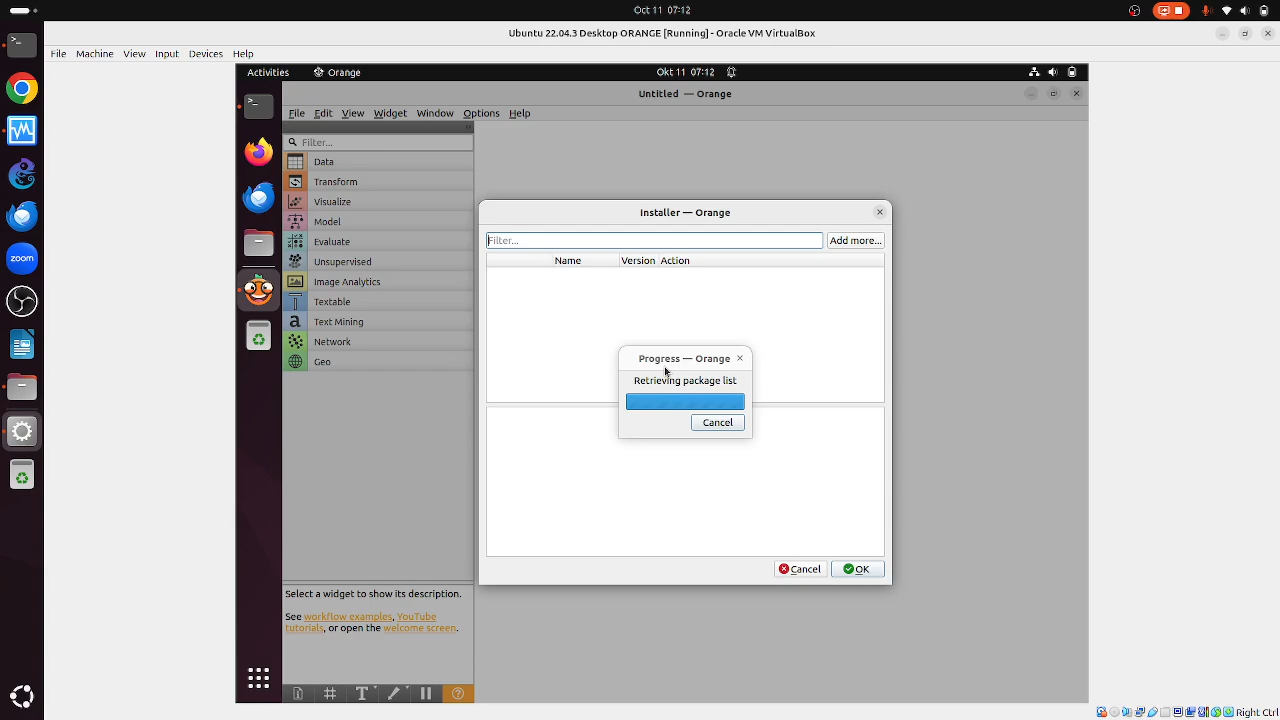 Oct 11 07:12
Ubuntu 22.04.3 Desktop ORANGE [Running] - Oracle VM VirtualBox
File Machine View Input Devices Help
Activities Orange Okt 11 07:12
Untitled — Orange
File Edit View Widget Window Options Help
Filter...
Data
Transform
Visualize
Model
Evaluate
Unsupervised
Image Analytics
Textable
Text Mining
Network
Geo
Installer — Orange
Filter... Add more...
Name Version Action
Progress — Orange
Retrieving package list
Cancel
Cancel OK
Select a widget to show its description.
See workflow examples, YouTube
tutorials, or open the welcome screen.
zoom
Right Ctrl